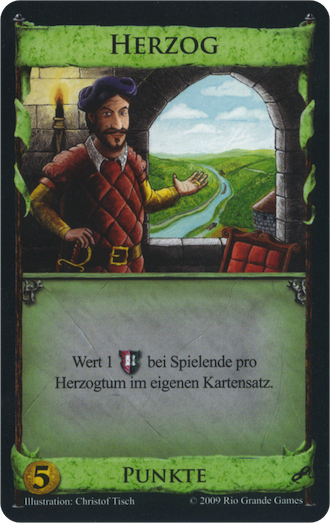 HERZOG
Wert 1 bei Spielende pro
Herzogtum im eigenen Kartensatz.
5
PUNKTE
Illustration: Christof Tisch
© 2009 Rio Grande Games